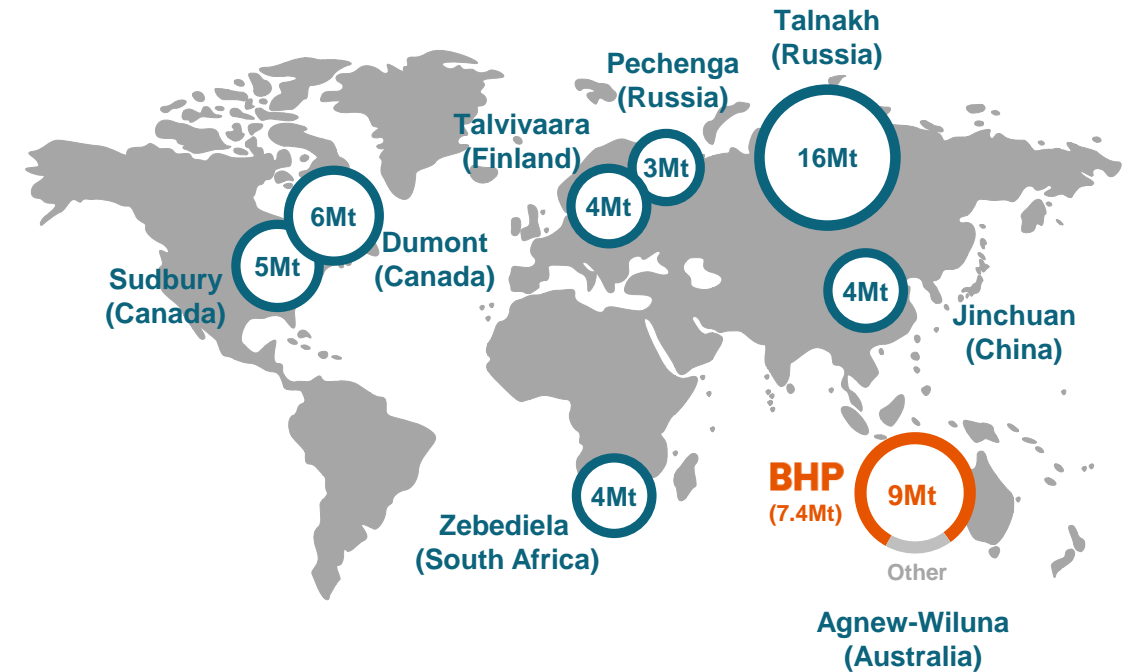 Talnakh
(Russia)
16Mt
Pechenga
(Russia)
3Mt
Talvivaara
(Finland)
4Mt
6Mt
Dumont
(Canada)
5Mt
Sudbury
(Canada)
4Mt
Jinchuan
(China)
4Mt
Zebediela
(South Africa)
BHP
(7.4Mt)
9Mt
Other
Agnew-Wiluna
(Australia)